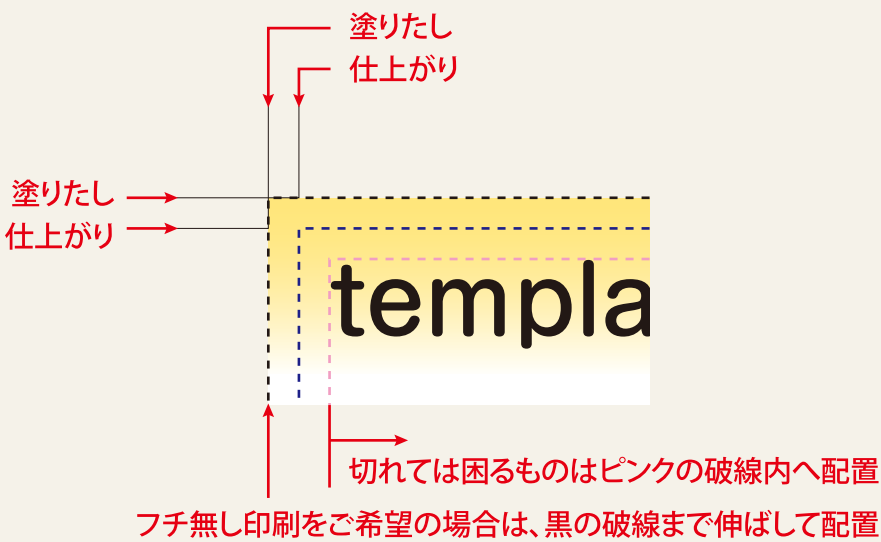 塗りたし
仕上がり
塗りたし
仕上がり
templa
切れては困るものはピンクの破線内へ配置
フチ無し印刷をご希望の場合は、黒の破線まで伸ばして配置